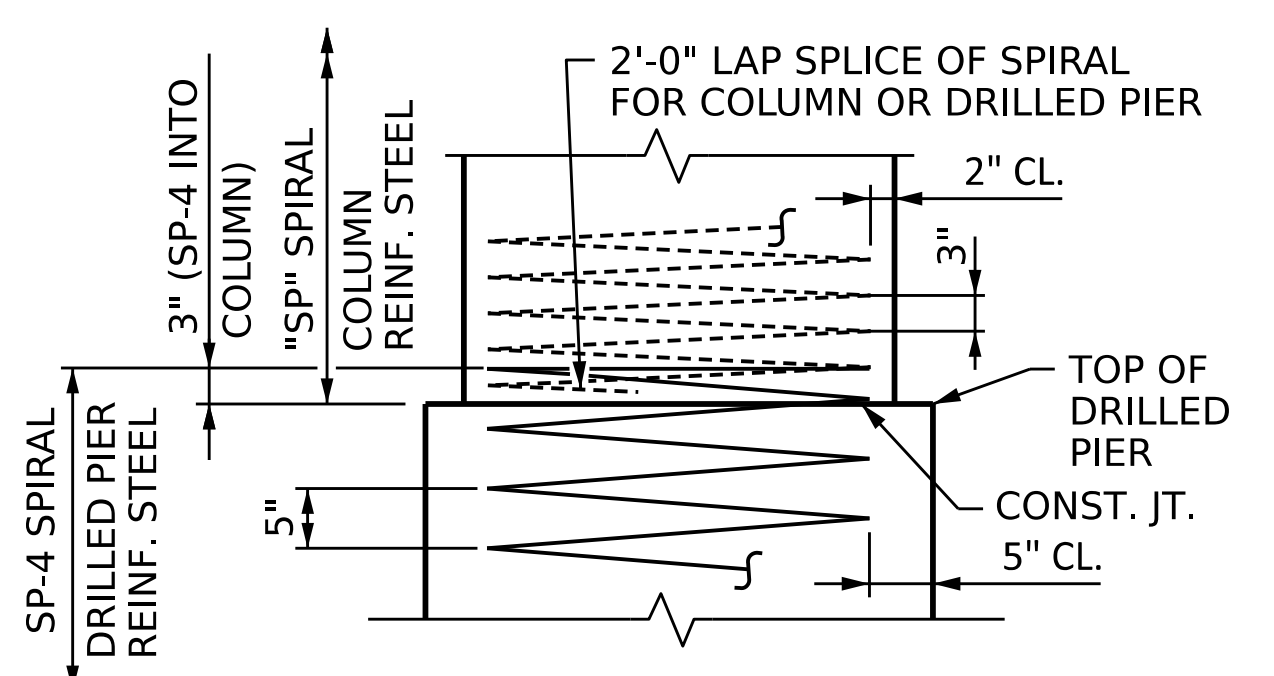 2'-0" LAP SPLICE OF SPIRAL
FOR COLUMN OR DRILLED PIER
3" (SP-4 INTO
COLUMN)
"SP" SPIRAL
COLUMN
REINF. STEEL
2" CL.
3"
TOP OF
DRILLED
PIER
SP-4 SPIRAL
DRILLED PIER
REINF. STEEL
5"
CONST. JT.
5" CL.